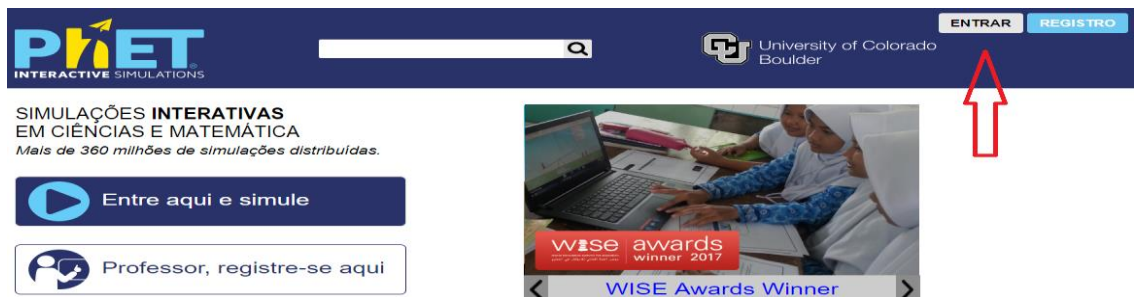 ENTRAR REGISTRO
PhET
INTERACTIVE SIMULATIONS
University of Colorado
Boulder
SIMULAÇÕES INTERATIVAS
EM CIÊNCIAS E MATEMÁTICA
Mais de 360 milhões de simulações distribuídas.
Entre aqui e simule
Professor, registre-se aqui
wise awards
winner 2017
WISE Awards Winner